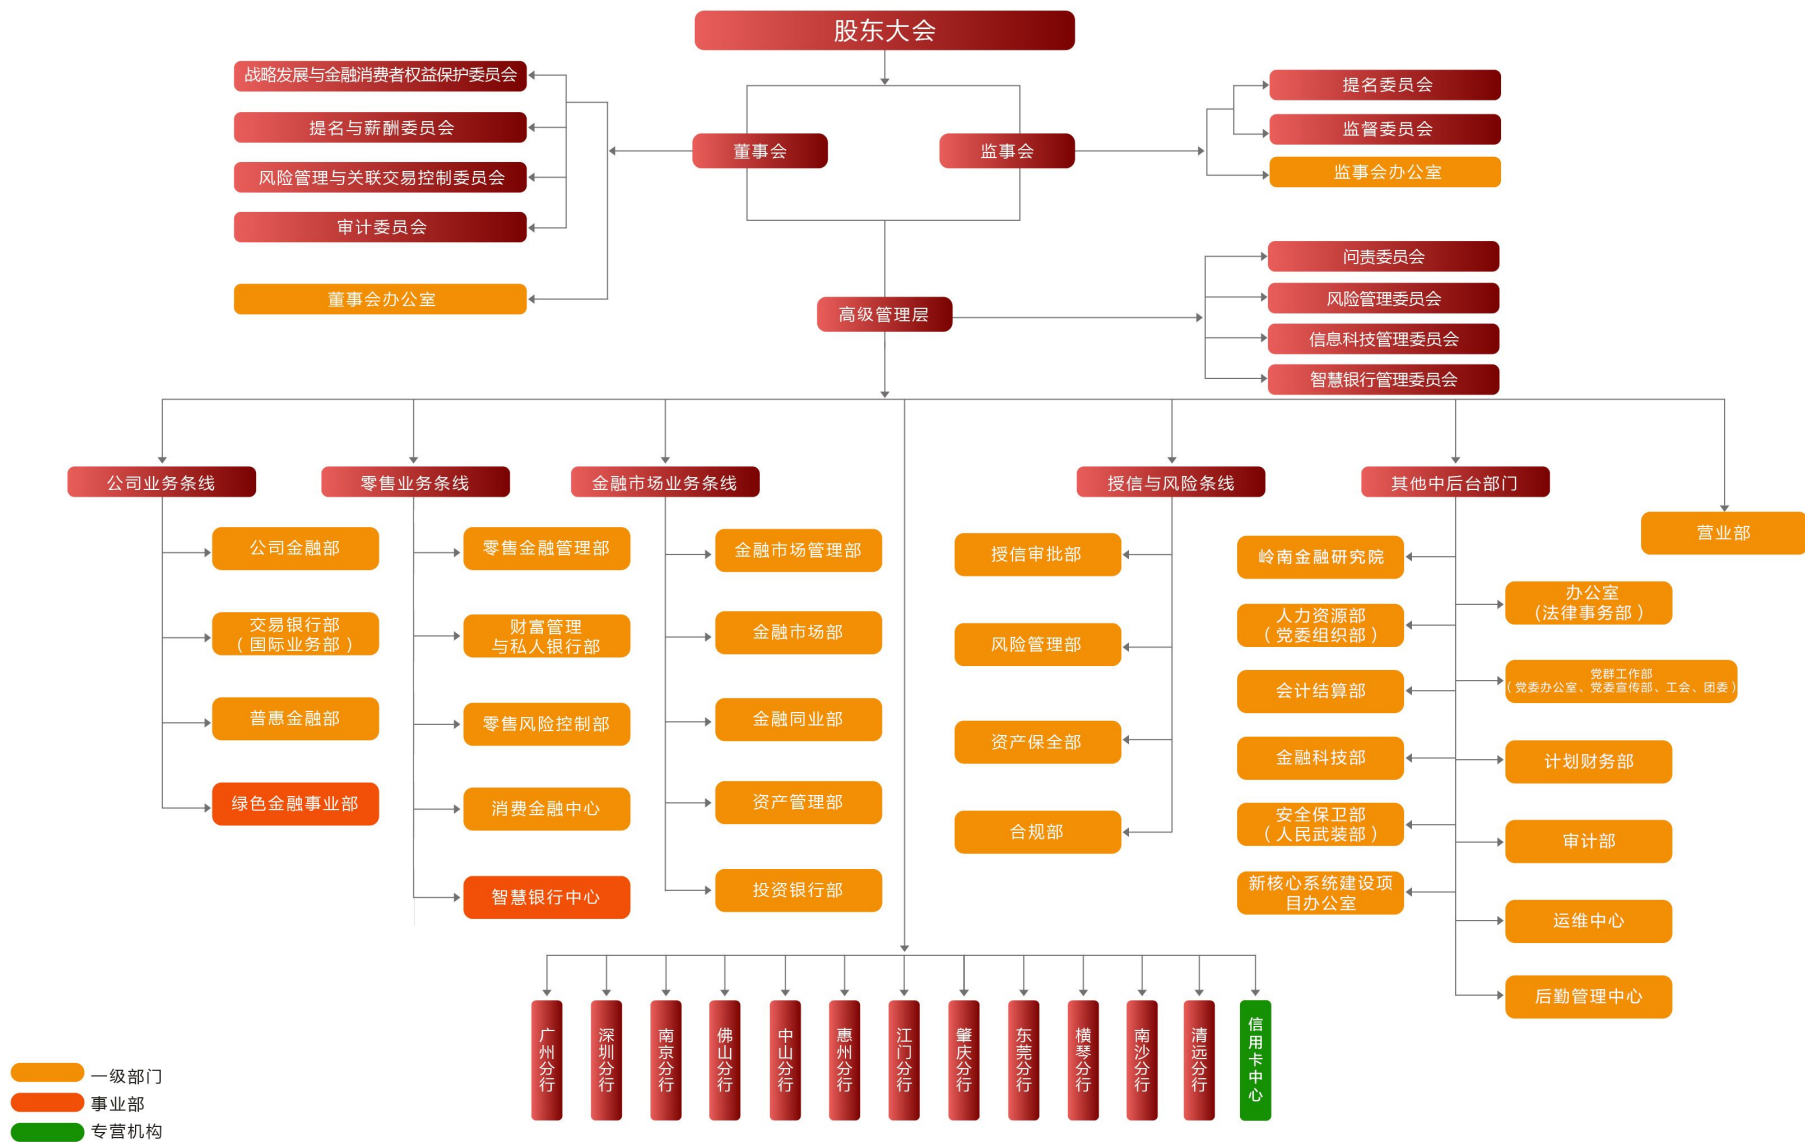 股东大会
战略发展与金融消费者权益保护委员会
提名与薪酬委员会
风险管理与关联交易控制委员会
审计委员会
董事会办公室
董事会
监事会
提名委员会
监督委员会
监事会办公室
高级管理层
问责委员会
风险管理委员会
信息科技管理委员会
智慧银行管理委员会
公司业务条线
零售业务条线
金融市场业务条线
授信与风险条线
其他中后台部门
营业部
公司金融部
交易银行部
（国际业务部）
普惠金融部
绿色金融事业部
零售金融管理部
财富管理
与私人银行部
零售风险控制部
消费金融中心
智慧银行中心
金融市场管理部
金融市场部
金融同业部
资产管理部
投资银行部
授信审批部
风险管理部
资产保全部
合规部
岭南金融研究院
人力资源部
（党委组织部）
会计结算部
金融科技部
安全保卫部
（人民武装部）
新核心系统建设项
目办公室
办公室
（法律事务部）
党群工作部
（党委办公室、党委宣传部、工会、团委）
计划财务部
审计部
运维中心
后勤管理中心
广州分行
深圳分行
南京分行
佛山分行
中山分行
惠州分行
江门分行
肇庆分行
东莞分行
横琴分行
南沙分行
清远分行
信用卡中心
一级部门
事业部
专营机构